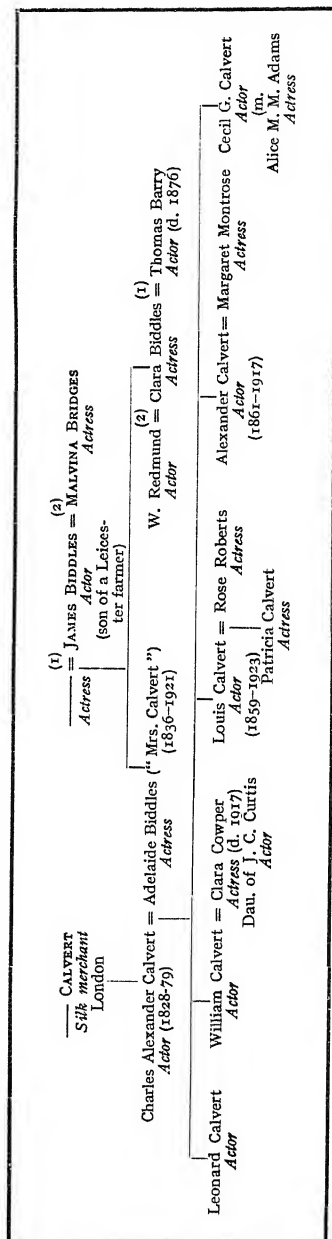 (1) (2)
—— = JAMES BIDDLES = MALVINA BRIDGES
Actress Actor Actress
(son of a Leices-
ter farmer)
—— CALVERT
Silk merchant
London
Charles Alexander Calvert = Adelaide Biddles (“ Mrs. Calvert ”)
Actor (1828-79) Actress (1836-1921)
(2) (1)
W. Redmund = Clara Biddles = Thomas Barry
Actor Actress Actor (d. 1876)
Leonard Calvert
Actor
William Calvert = Clara Cowper
Actor Actress (d. 1917)
Dau. of J. C. Curtis
Actor
Louis Calvert = Rose Roberts
Actor Actress
(1859-1923)
Patricia Calvert
Actress
Alexander Calvert = Margaret Montrose
Actor Actress
(1861-1917)
Cecil G. Calvert
Actor
(m.
Alice M. M. Adams
Actress